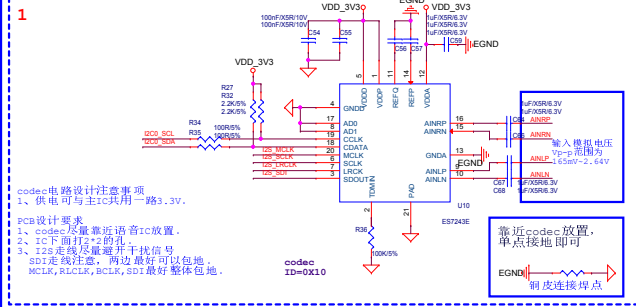 1
VDD_3V3
EGND
VDD_3V3
100nF/X5R/10V
100nF/X5R/10V
C54
C55
1uF/X5R/6.3V
1uF/X5R/6.3V
1uF/X5R/6.3V
C56
C57
C59
EGND
VDD_3V3
R27
R32
2.2K/5%
2.2K/5%
R34
R35
100R/5%
100R/5%
I2C0_SCL
I2C0_SDA
I2S_MCLK
I2S_SCLK
I2S_LRCK
I2S_SDI
5
1
11
14
12
VDDD
VDDP
REFQ
REFP
VDDA
4
17
8
19
18
20
6
7
3
GNDD
AD0
AD1
CCLK
CDATA
MCLK
SCLK
LRCK
SDOUT
TDMIN
PAD
AINRP
AINRN
GNDA
AINLP
AINLN
16
15
13
9
10
2
21
U10
ES7243E
EGND
R36
100K/5%
1uF/X5R/6.3V
1uF/X5R/6.3V
AINRP
AINRN
AINLP
AINLN
C67
C68
1uF/X5R/6.3V
1uF/X5R/6.3V
输入模拟电压
Vp-p范围为
165mV~2.64V
codec电路设计注意事项
1、供电可与主IC共用一路3.3V.
PCB设计要求
1、codec尽量靠近语音IC放置.
2、IC下面打2*2的孔.
3、I2S走线尽量避开干扰信号
SDI走线注意，两边最好可以包地.
MCLK,RLCLK,BCLK,SDI最好整体包地.
codec
ID=0X10
靠近codec放置,
单点接地即可
EGND
铜皮连接焊点